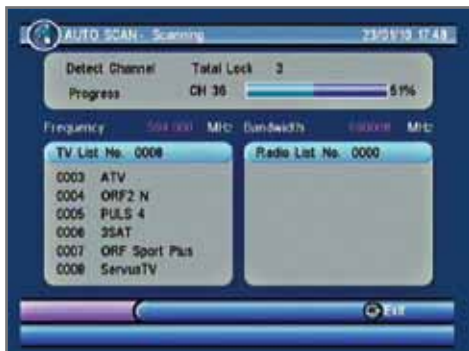 AUTO SCAN - Scanning 23/01/10 17:48
Detect Channel Total Lock 3
Progress CH 36 51%
Frequency MHz Bandwidth MHz
TV List No. 0008 Radio List No. 0000
0003 ATV
0004 ORF2 N
0005 PULS 4
0006 3SAT
0007 ORF Sport Plus
0008 ServusTV
Exit